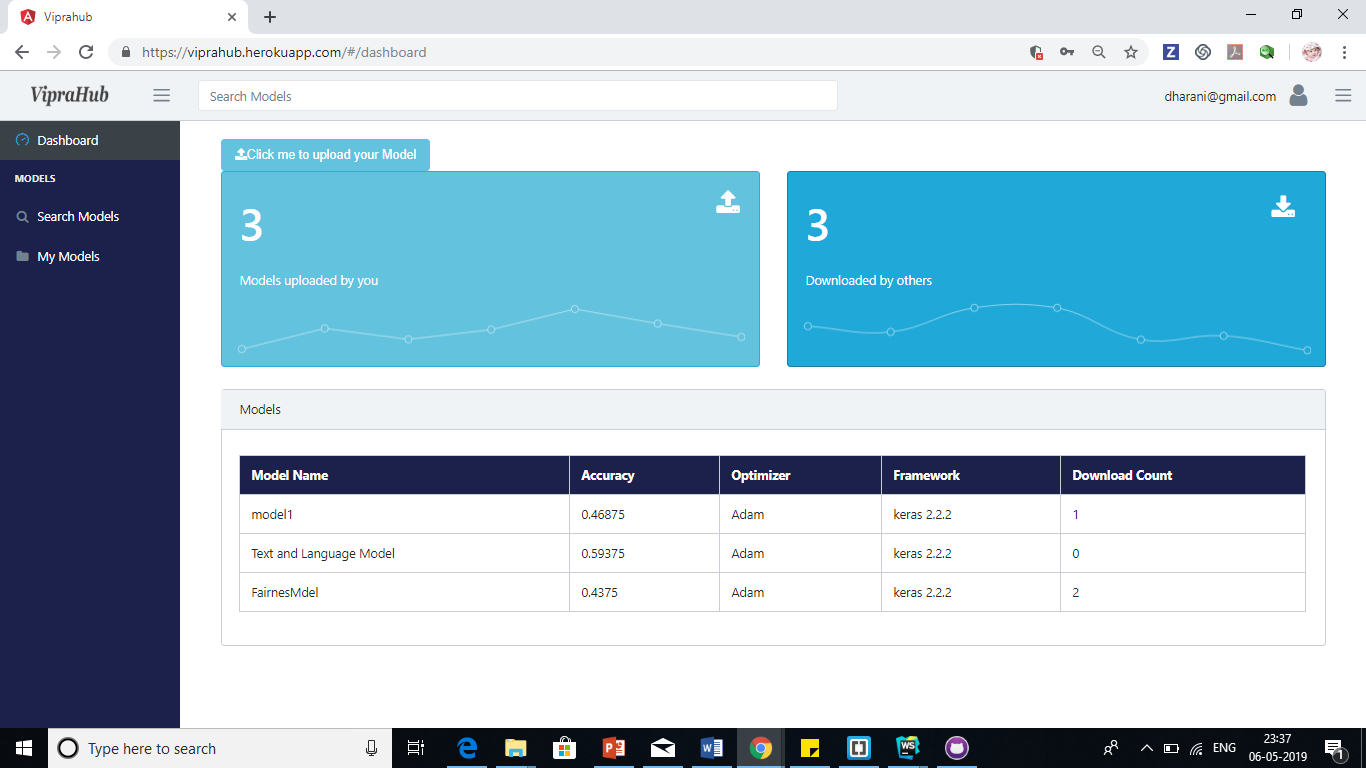 Viprahub
https://viprahub.herokuapp.com/#/dashboard
VipraHub
Search Models
dharani@gmail.com
Dashboard
MODELS
Search Models
My Models
Click me to upload your Model
3
Models uploaded by you
3
Downloaded by others
Models
Model Name Accuracy Optimizer Framework Download Count
model1 0.46875 Adam keras 2.2.2 1
Text and Language Model 0.59375 Adam keras 2.2.2 0
FairnesMdel 0.4375 Adam keras 2.2.2 2
Type here to search
ENG
23:37
06-05-2019
1